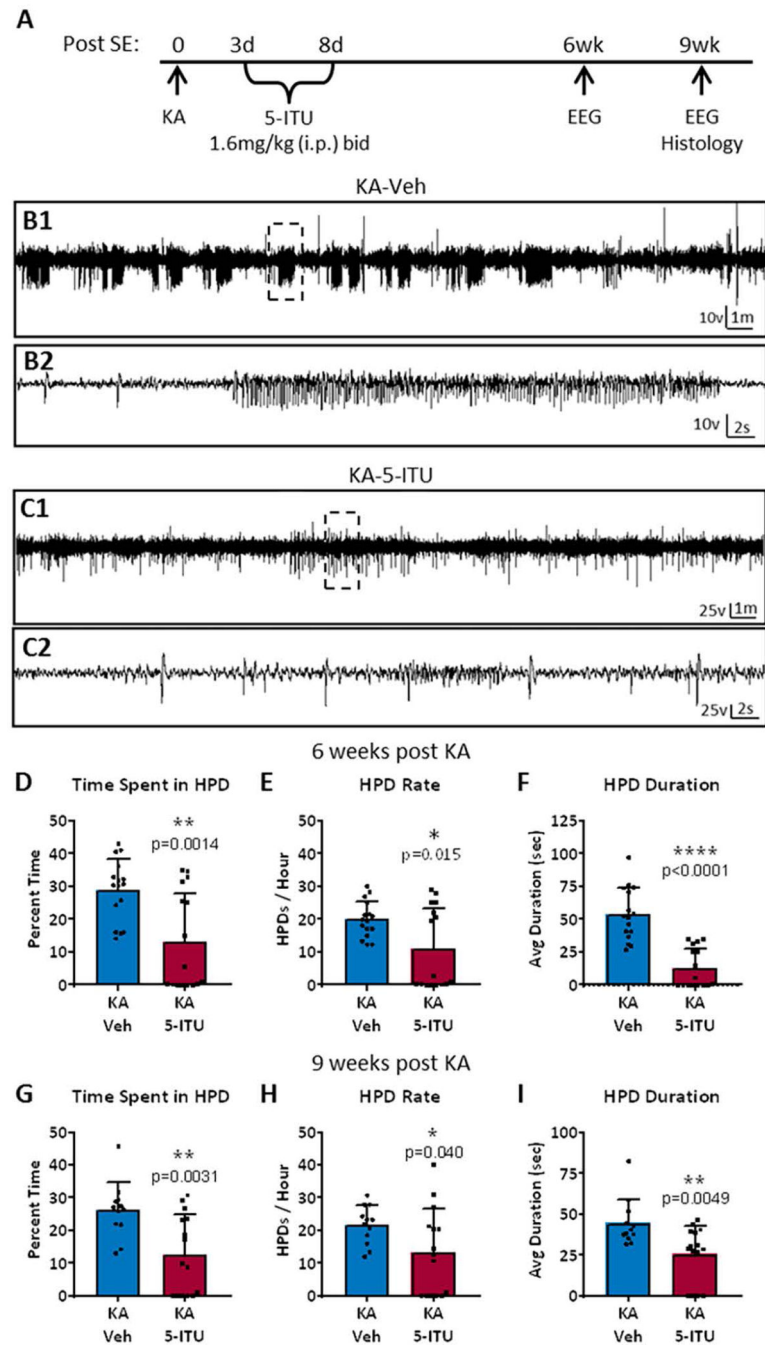 A
Post SE: 0 3d 8d 6wk 9wk
KA 5-ITU EEG EEG
1.6mg/kg (i.p.) bid Histology
KA-Veh
B1
10v 1m
B2
10v 2s
KA-5-ITU
C1
25v 1m
C2
25v 2s
6 weeks post KA
D Time Spent in HPD E HPD Rate F HPD Duration
50 50 125
** * ****
p=0.0014 p=0.015 p<0.0001
40 40 100
30 30 75
20 20 50
10 10 25
0 0 0
Percent Time HPDs / Hour Avg Duration (sec)
KA KA KA KA KA KA
Veh 5-ITU Veh 5-ITU Veh 5-ITU
9 weeks post KA
G Time Spent in HPD H HPD Rate I HPD Duration
50 50 100
** * **
p=0.0031 p=0.040 p=0.0049
40 40 75
30 30 50
20 20 25
10 10
0 0 0
Percent Time HPDs / Hour Avg Duration (sec)
KA KA KA KA KA KA
Veh 5-ITU Veh 5-ITU Veh 5-ITU